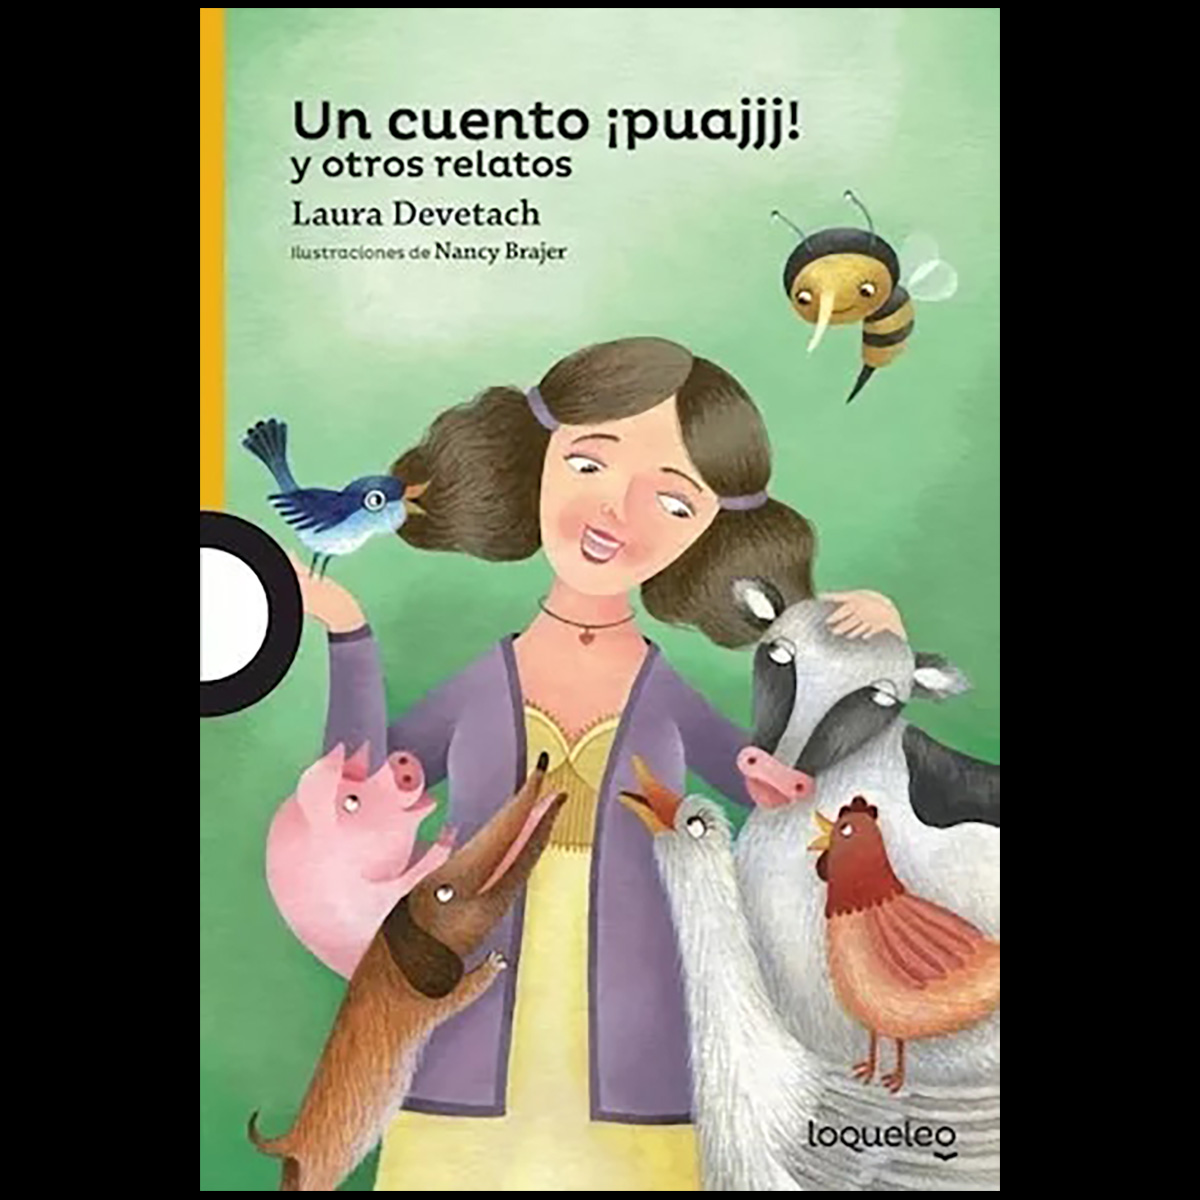 Un cuento ¡puajjj!
y otros relatos
Laura Devetach
Ilustraciones de Nancy Brajer
loqueleo